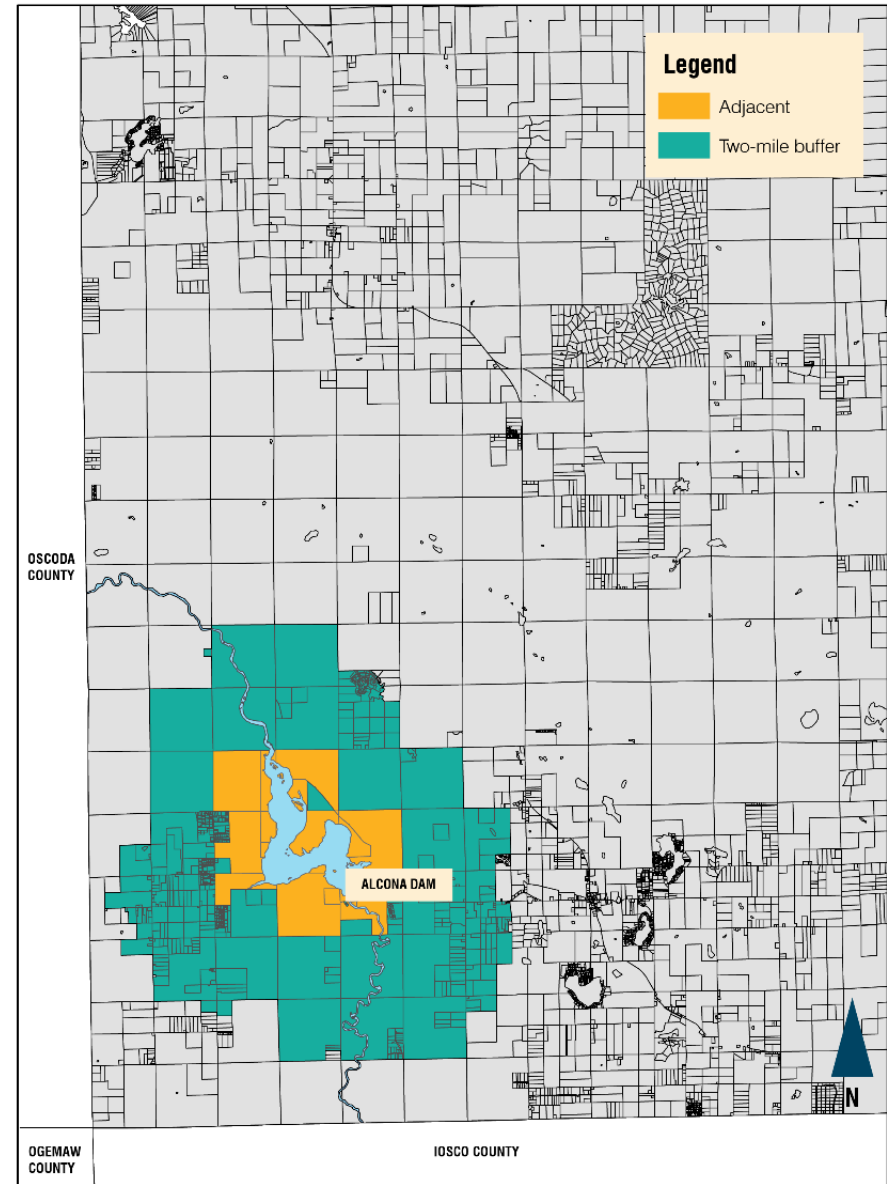 Legend
Adjacent
Two-mile buffer
OSCODA
COUNTY
ALCONA DAM
N
OGEMAW
COUNTY
IOSCO COUNTY